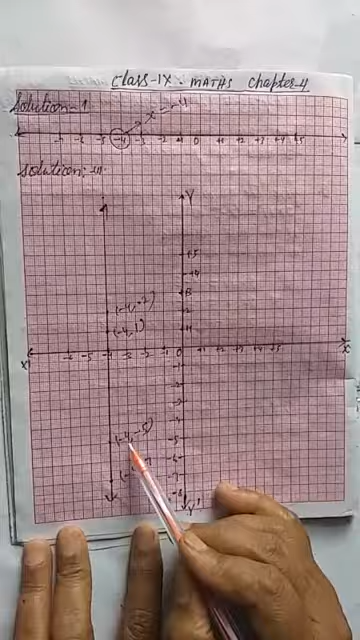 Class-IX: MATHS Chapter-4
Solution-1
x=-4
-7 -6 -5 -4 -3 -2 -1 0 +1 +2 +3 +4 +5
Solution:-
Y
+5
+4
+3
(-4, 2)
(-4, 1)
+1
X' -6 -5 -4 -3 -2 -1 0 +1 +2 +3 +4 +5 X
-1
-2
-3
-4
(-4, -5)
-5
-6
-7
-8
Y'